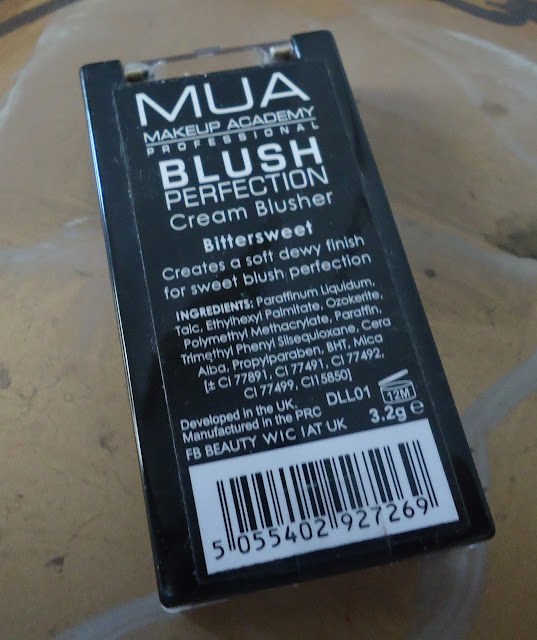 MUA
MAKEUP ACADEMY
PROFESSIONAL
BLUSH
PERFECTION
Cream Blusher
Bittersweet
Creates a soft dewy finish
for sweet blush perfection
INGREDIENTS: Paraffinum Liquidum,
Talc, Ethylhexyl Palmitate, Ozokerite,
Polymethyl Methacrylate, Paraffin,
Trimethyl Phenyl Silsequioxane, Cera
Alba, Propylparaben, BHT, Mica
[± CI 77891, CI 77491, CI 77492,
CI 77499, CI15850]
DLL01 12M
Developed in the UK.
Manufactured in the PRC 3.2g ℮
FB BEAUTY W1C 1AT UK
5 055402 927269